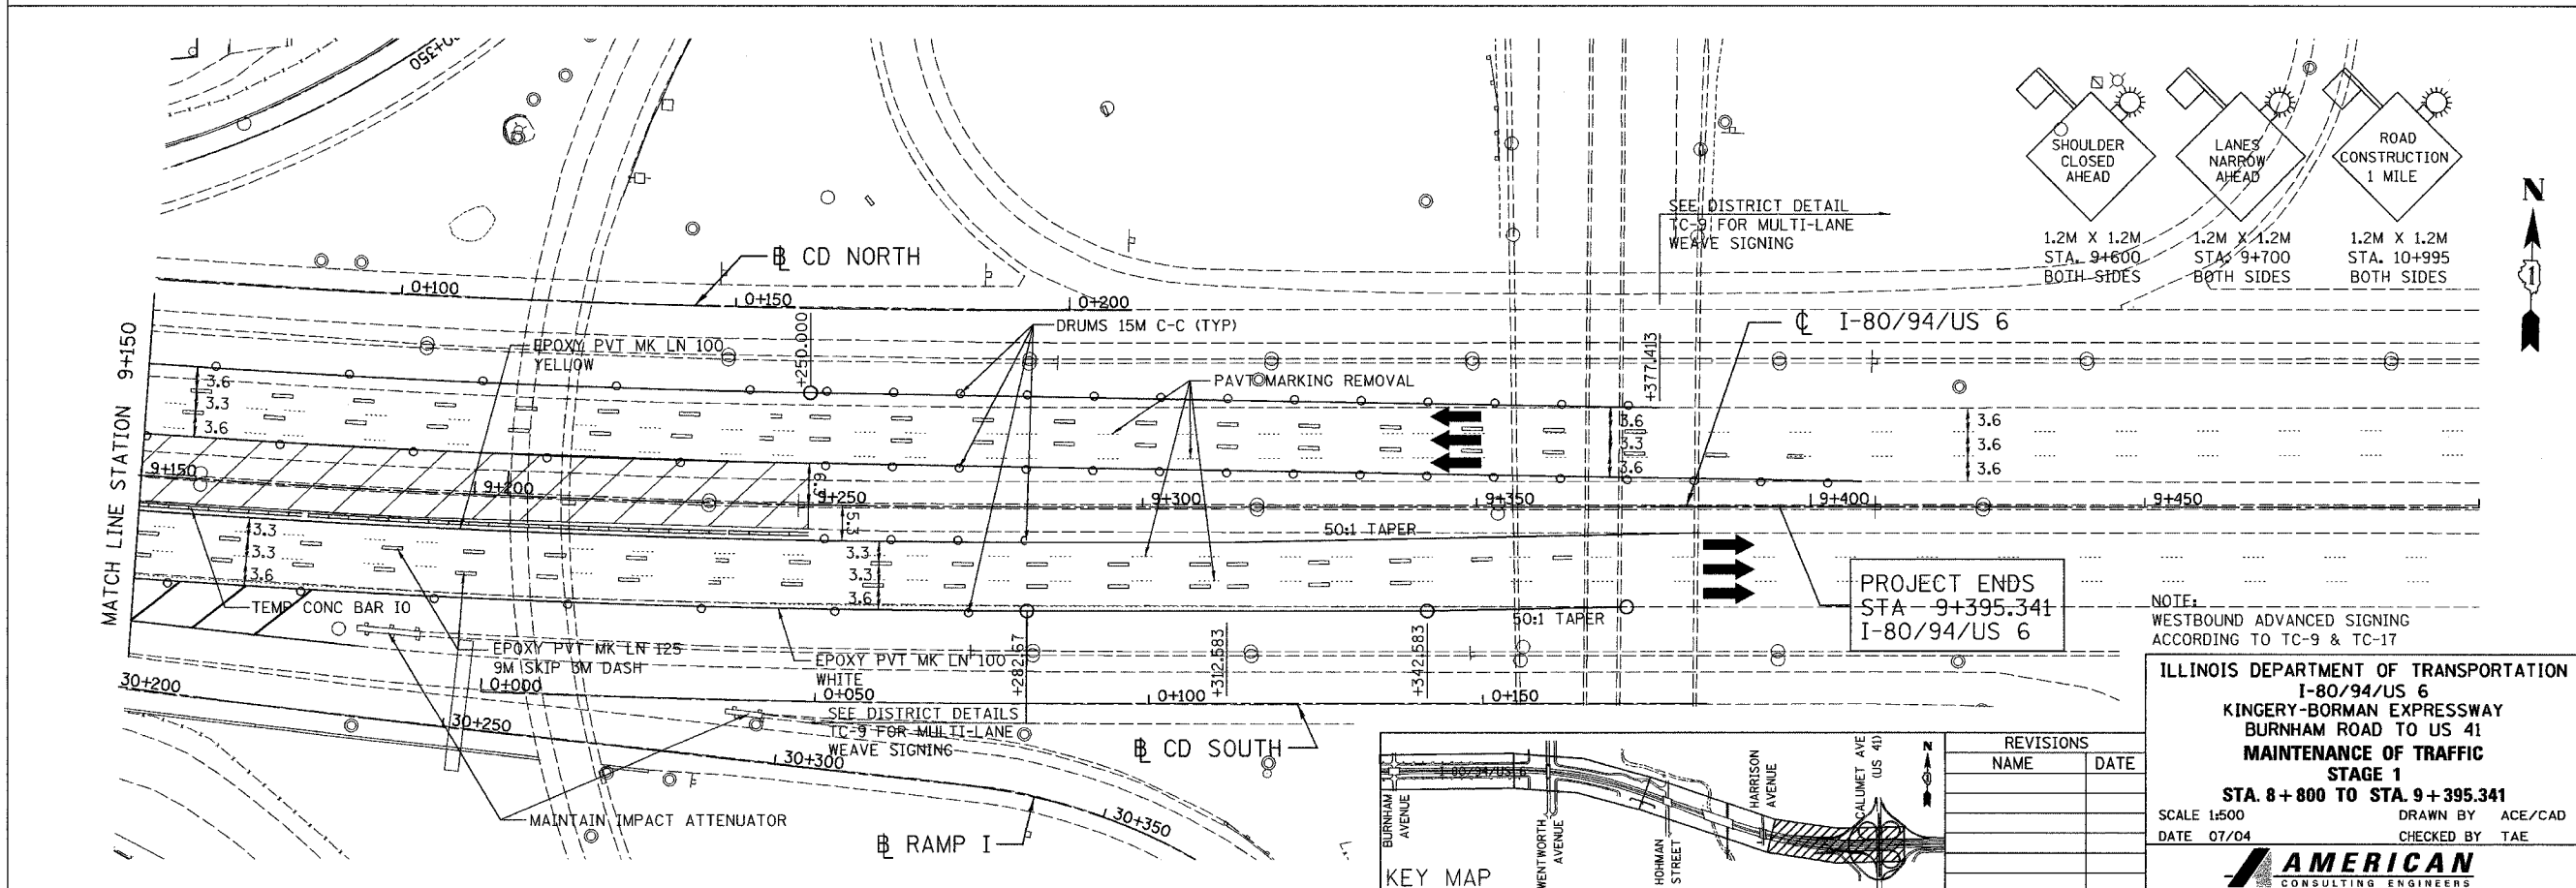 30+350
SHOULDER
CLOSED
AHEAD
LANES
NARROW
AHEAD
ROAD
CONSTRUCTION
1 MILE
1.2M X 1.2M
STA. 9+600
BOTH SIDES
1.2M X 1.2M
STA. 9+700
BOTH SIDES
1.2M X 1.2M
STA. 10+995
BOTH SIDES
N
1
SEE DISTRICT DETAIL
TC-9 FOR MULTI-LANE
WEAVE SIGNING
B CD NORTH
0+100
0+150
0+200
DRUMS 15M C-C (TYP)
℄ I-80/94/US 6
EPOXY PVT MK LN 100
YELLOW
+250.000
+377.413
PAVT MARKING REMOVAL
MATCH LINE STATION 9+150
3.6
3.3
3.6
3.6
3.3
3.6
3.6
3.6
3.6
9+150
9+200
6.3
9+250
9+300
9+350
9+400
9+450
5.3
50:1 TAPER
3.3
3.3
3.6
3.3
3.3
3.6
TEMP CONC BAR IO
PROJECT ENDS
STA 9+395.341
I-80/94/US 6
NOTE:
WESTBOUND ADVANCED SIGNING
ACCORDING TO TC-9 & TC-17
50:1 TAPER
EPOXY PVT MK LN 125
9M SKIP 3M DASH
EPOXY PVT MK LN 100
WHITE
+282.67
+312.583
+342.583
30+200
0+000
0+050
0+100
0+150
30+250
SEE DISTRICT DETAILS
TC-9 FOR MULTI-LANE
WEAVE SIGNING
B CD SOUTH
30+300
30+350
MAINTAIN IMPACT ATTENUATOR
B RAMP I
I-80/94/US 6
BURNHAM
AVENUE
WENTWORTH
AVENUE
HOHMAN
STREET
HARRISON
AVENUE
CALUMET AVE
(US 41)
N
KEY MAP
REVISIONS
NAME DATE
ILLINOIS DEPARTMENT OF TRANSPORTATION
I-80/94/US 6
KINGERY-BORMAN EXPRESSWAY
BURNHAM ROAD TO US 41
MAINTENANCE OF TRAFFIC
STAGE 1
STA. 8+800 TO STA. 9+395.341
SCALE 1:500 DRAWN BY ACE/CAD
DATE 07/04 CHECKED BY TAE
AMERICAN
CONSULTING ENGINEERS